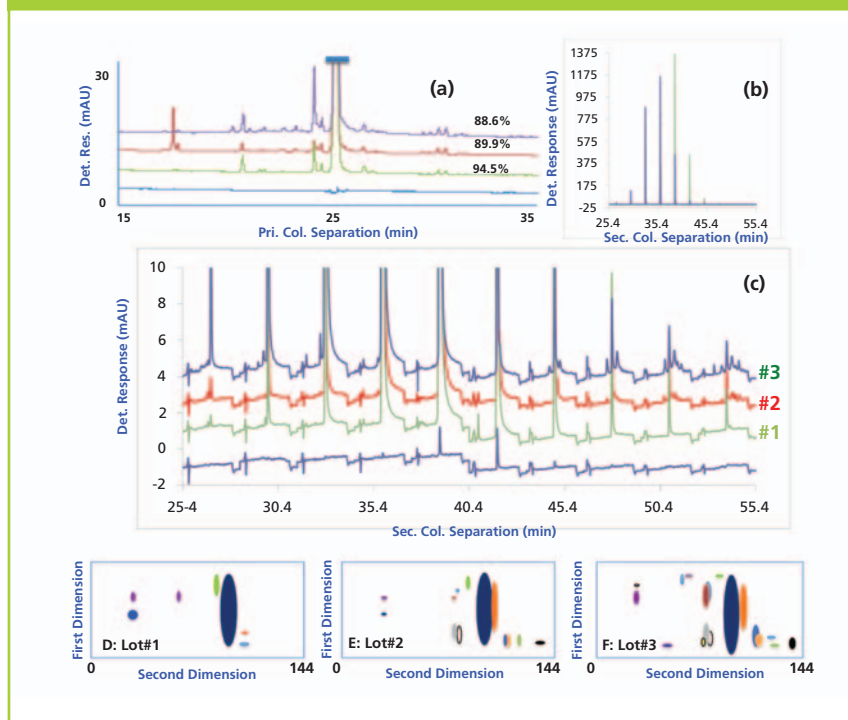 (a)
Det. Res. (mAU)
30
0
88.6%
89.9%
94.5%
15
25
35
Pri. Col. Separation (min)
(b)
Det. Response (mAU)
1375
1175
975
775
575
375
175
-25
25.4
35.4
45.4
55.4
Sec. Col. Separation (min)
(c)
Det. Response (mAU)
10
8
6
4
2
0
-2
#3
#2
#1
25-4
30.4
35.4
40.4
45.4
50.4
55.4
Sec. Col. Separation (min)
First Dimension
D: Lot#1
0
144
Second Dimension
First Dimension
E: Lot#2
0
144
Second Dimension
First Dimension
F: Lot#3
0
144
Second Dimension